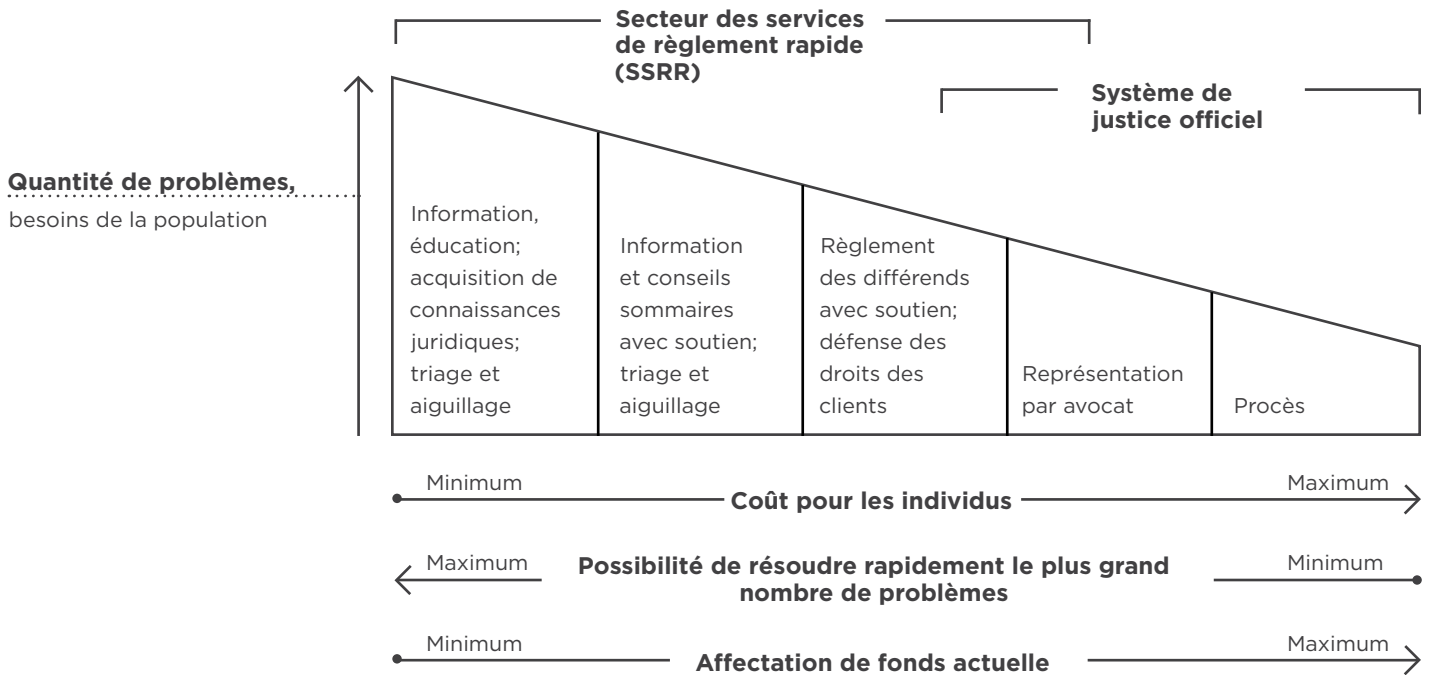 Secteur des services
de règlement rapide
(SSRR)
Système de
justice officiel
Quantité de problèmes,
besoins de la population
Information,
éducation;
acquisition de
connaissances
juridiques;
triage et
aiguillage
Information
et conseils
sommaires
avec soutien;
triage et
aiguillage
Règlement
des différends
avec soutien;
défense des
droits des
clients
Représentation
par avocat
Procès
Minimum
Coût pour les individus
Maximum
Maximum
Possibilité de résoudre rapidement le plus grand
nombre de problèmes
Minimum
Minimum
Affectation de fonds actuelle
Maximum